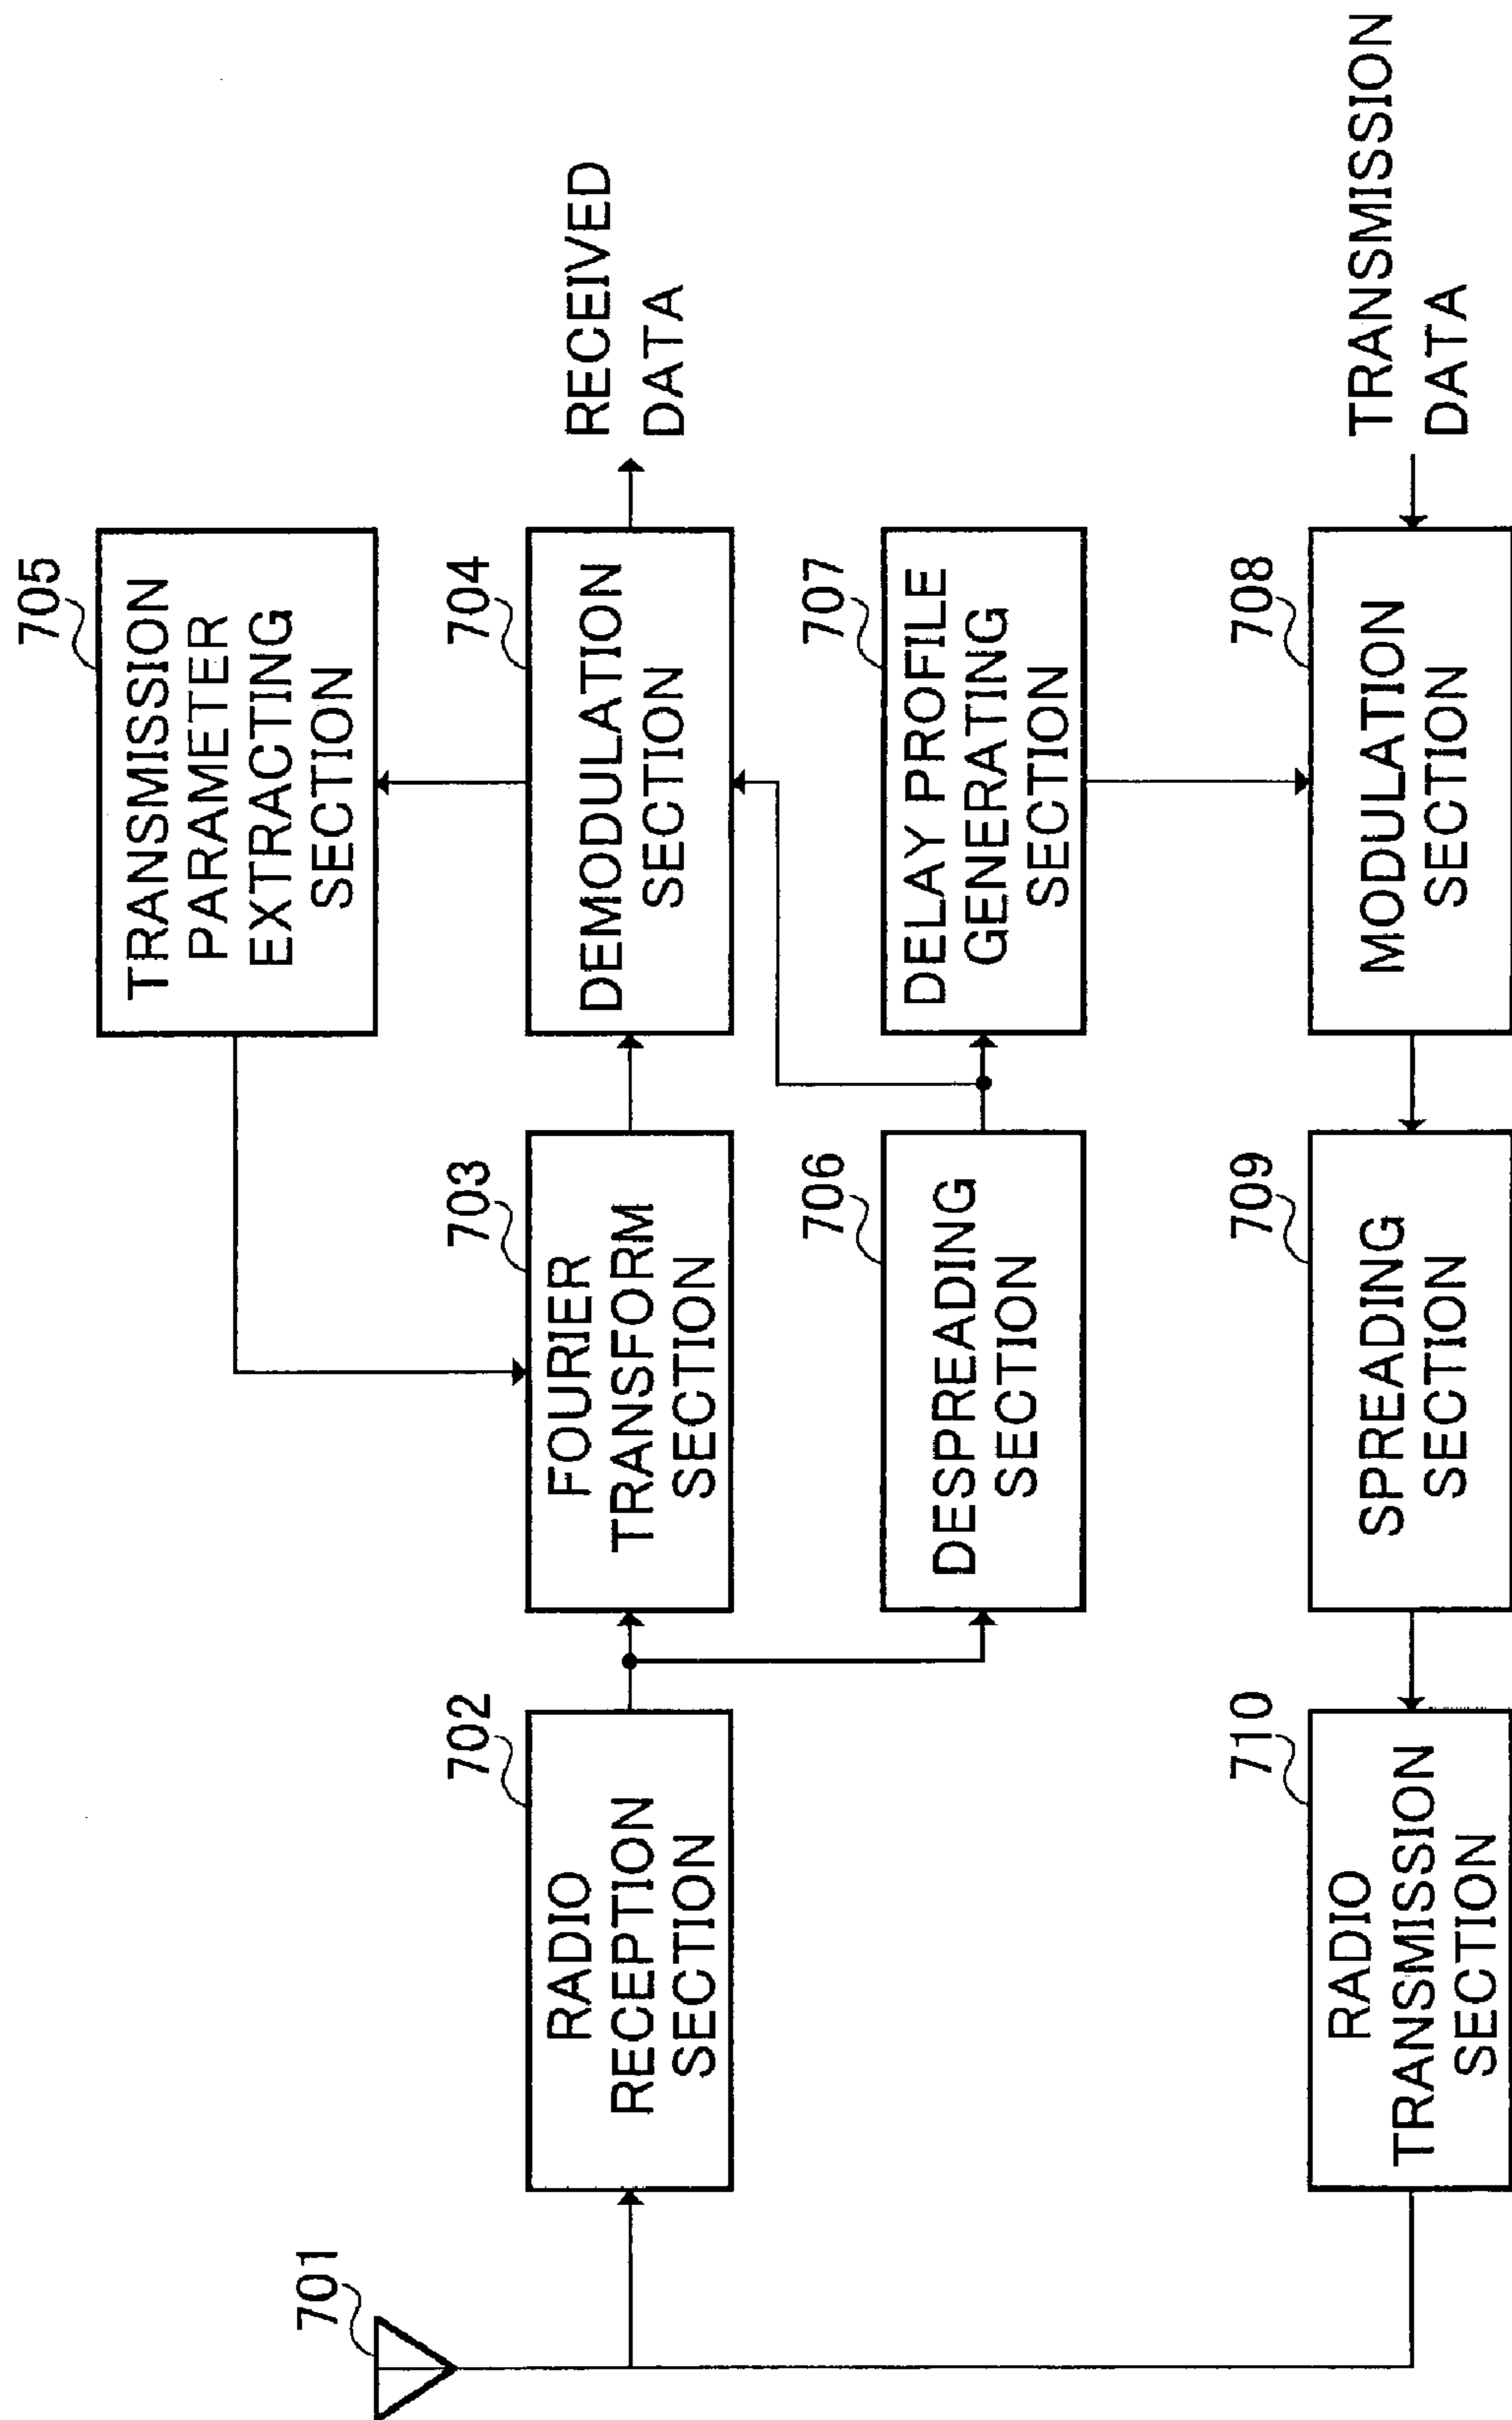 705
TRANSMISSION
PARAMETER
EXTRACTING
SECTION
701
702
RADIO
RECEPTION
SECTION
703
FOURIER
TRANSFORM
SECTION
704
DEMODULATION
SECTION
RECEIVED
DATA
706
DESPREADING
SECTION
707
DELAY PROFILE
GENERATING
SECTION
710
RADIO
TRANSMISSION
SECTION
709
SPREADING
SECTION
708
MODULATION
SECTION
TRANSMISSION
DATA